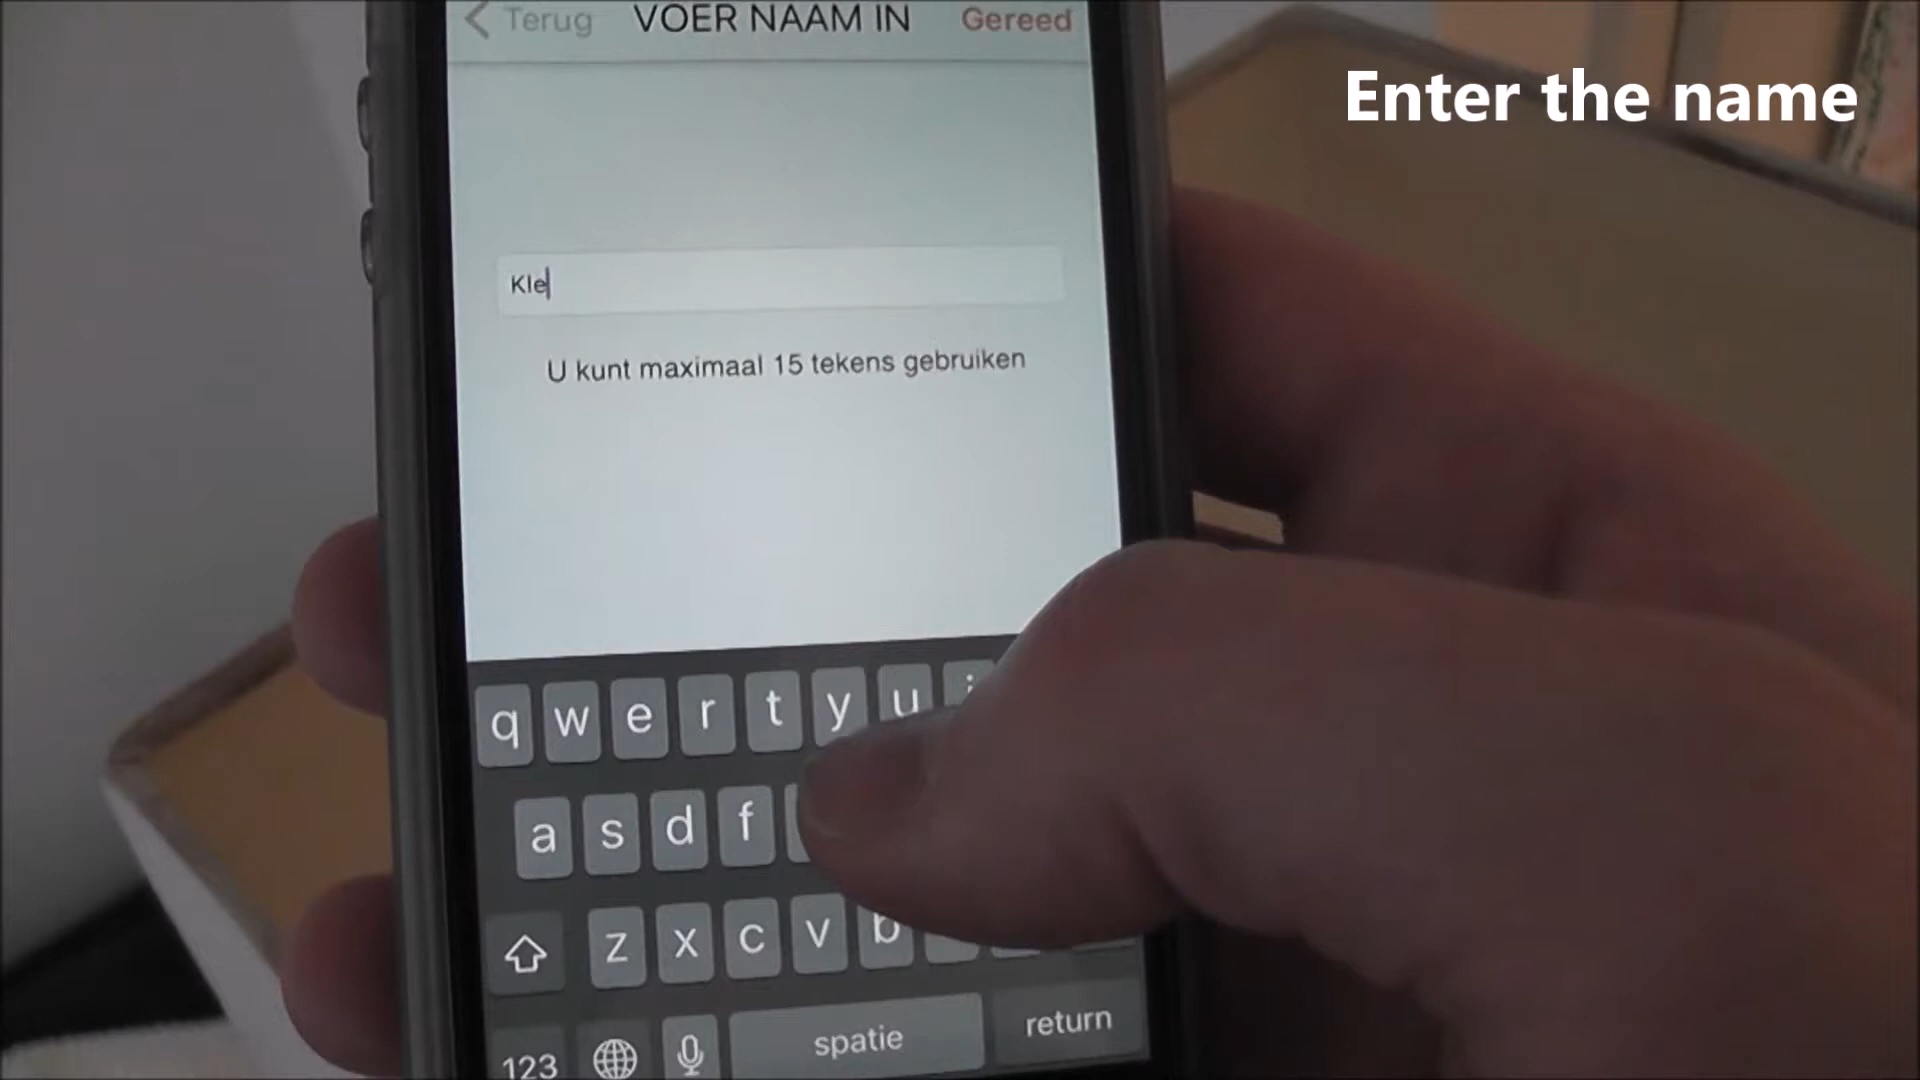 Terug VOER NAAM IN Gereed
Enter the name
Kle
U kunt maximaal 15 tekens gebruiken
q w e r t y u i
a s d f
z x c v b
123 spatie return